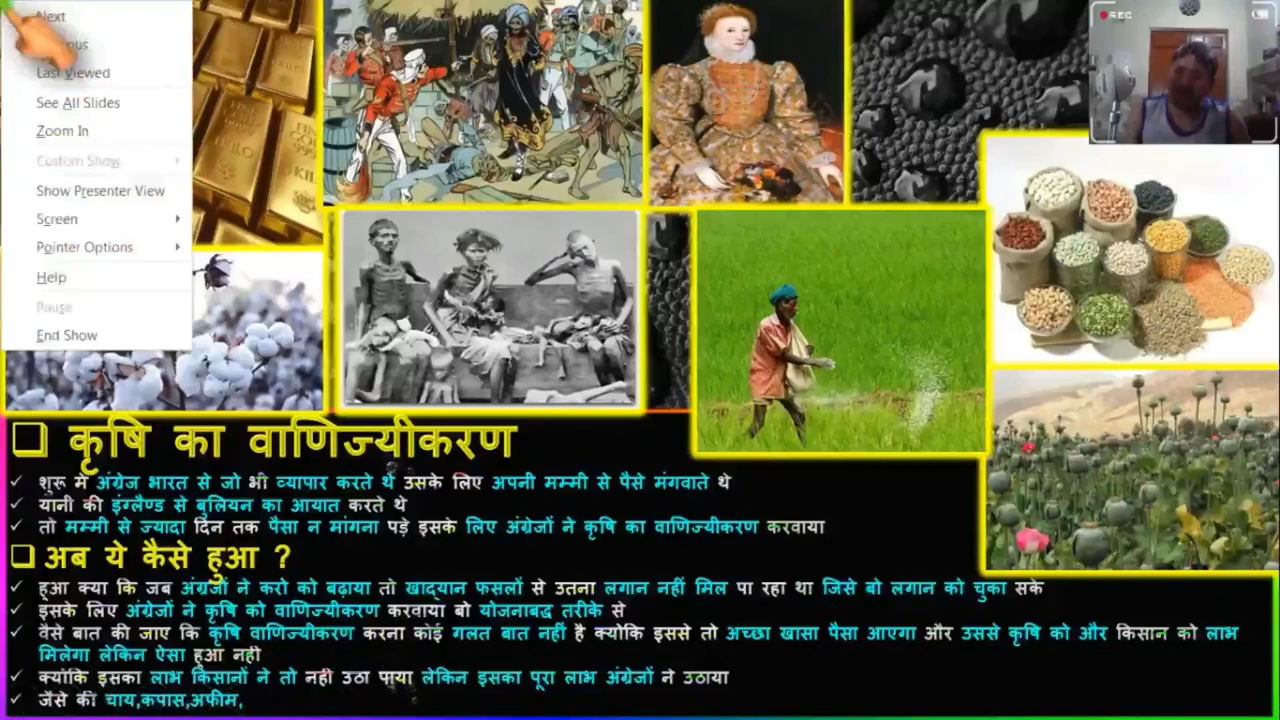 Next
Last Viewed
See All Slides
Zoom In
Custom Show
Show Presenter View
Screen
Pointer Options
Help
Pause
End Show
REC
कृषि का वाणिज्यीकरण
शुरू में अंग्रेज भारत से जो भी व्यापार करते थे उसके लिए अपनी मम्मी से पैसे मंगवाते थे
यानी की इंग्लैण्ड से बुलियन का आयात करते थे
तो मम्मी से ज्यादा दिन तक पैसा न मांगना पड़े इसके लिए अंग्रेजों ने कृषि का वाणिज्यीकरण करवाया
अब ये कैसे हुआ ?
हुआ क्या कि जब अंग्रेजों ने करो को बढ़ाया तो खाद्यान फसलों से उतना लगान नहीं मिल पा रहा था जिसे बो लगान को चुका सके
इसके लिए अंग्रेजों ने कृषि को वाणिज्यीकरण करवाया बो योजनाबद्ध तरीके से
वैसे बात की जाए कि कृषि वाणिज्यीकरण करना कोई गलत बात नहीं है क्योकि इससे तो अच्छा खासा पैसा आएगा और उससे कृषि को और किसान को लाभ
मिलेगा लेकिन ऐसा हुआ नही
क्योंकि इसका लाभ किसानों ने तो नही उठा पाया लेकिन इसका पूरा लाभ अंग्रेजों ने उठाया
जैसे की चाय,कपास,अफीम,